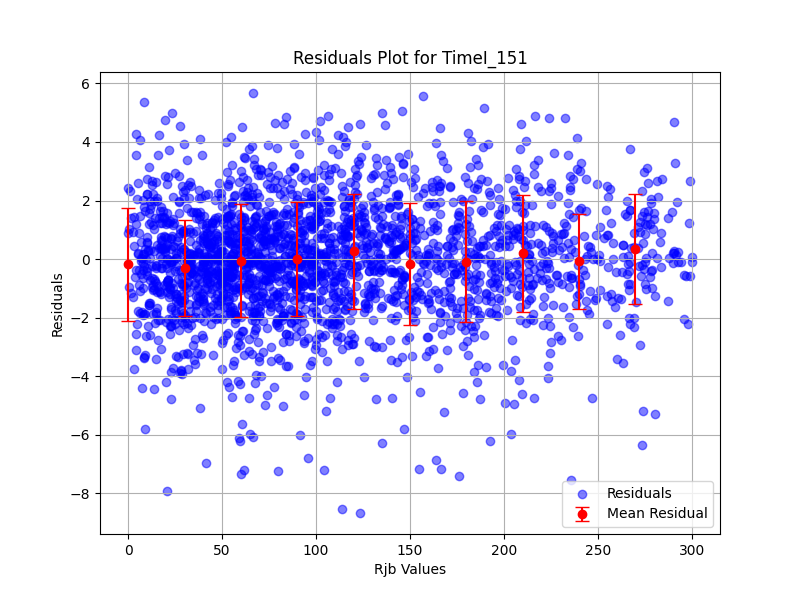 Residuals Plot for TimeI_151
6
4
2
0
−2
−4
−6
−8
Residuals
0 50 100 150 200 250 300
Rjb Values
Residuals
Mean Residual